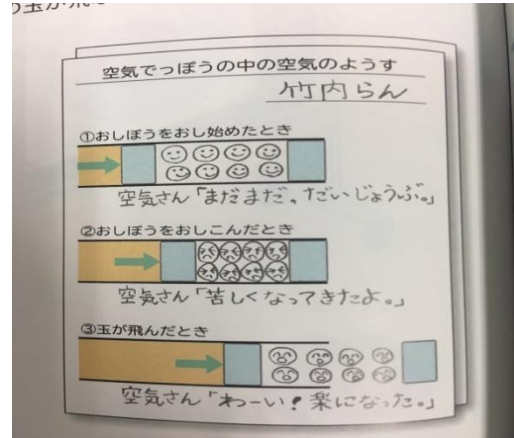 空気でっぽうの中の空気のようす
竹内らん
①おしぼうをおし始めたとき
空気さん「まだまだ。だいじょうぶ。」
②おしぼうをおしこんだとき
空気さん「苦しくなってきたよ。」
③玉が飛んだとき
空気さん「わーい!楽になった。」